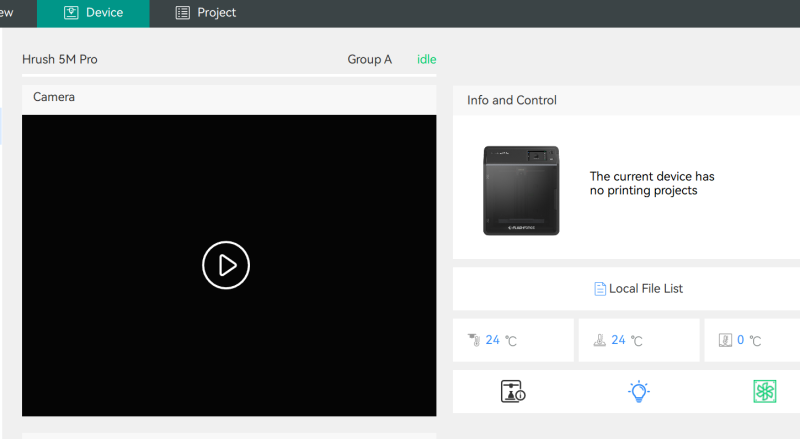 ew
Device
Project
Hrush 5M Pro
Group A
idle
Camera
Info and Control
The current device has
no printing projects
FLASHFORGE
Local File List
24 °C
24 °C
0 °C